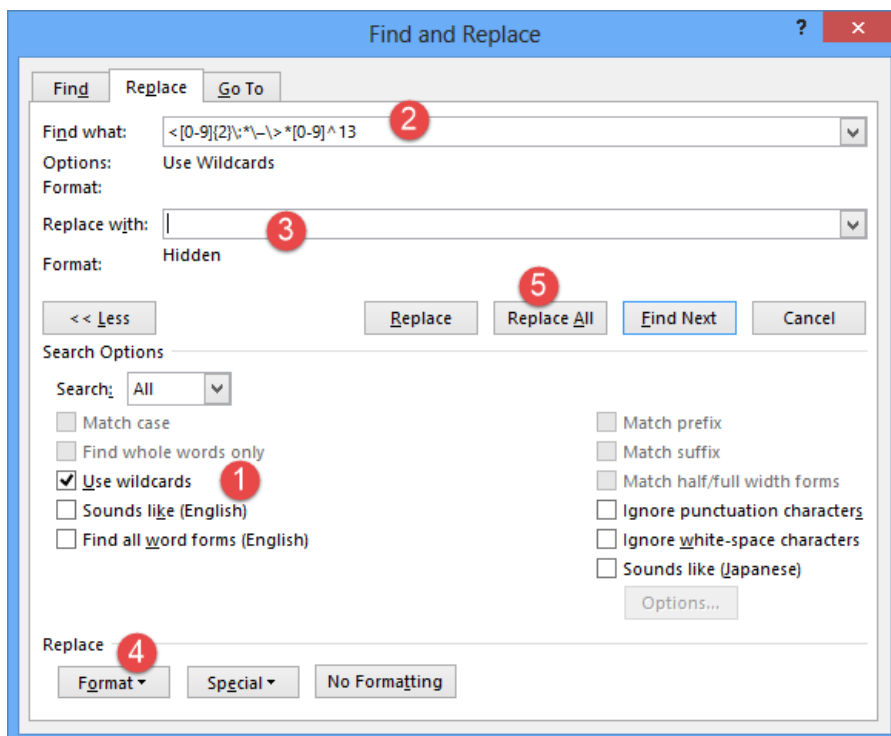 Find and Replace ? ×
Find Replace Go To
Find what: <[0-9]{2}\:*\–\>*[0-9]^13 2
Options: Use Wildcards
Format:
Replace with: 3
Format: Hidden
5
<< Less Replace Replace All Find Next Cancel
Search Options
Search: All
Match case Match prefix
Find whole words only Match suffix
Use wildcards 1 Match half/full width forms
Sounds like (English) Ignore punctuation characters
Find all word forms (English) Ignore white-space characters
Sounds like (Japanese)
Options...
Replace 4
Format Special No Formatting